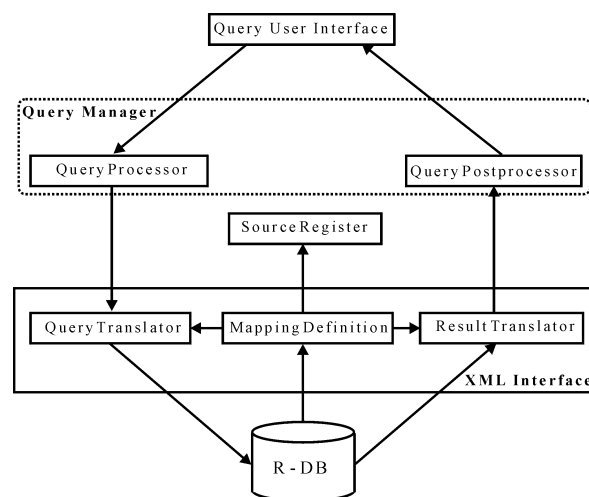 Query User Interface
Query Manager
QueryProcessor
QueryPostprocessor
SourceRegister
QueryTranslator
MappingDefinition
ResultTranslator
XML Interface
R-DB